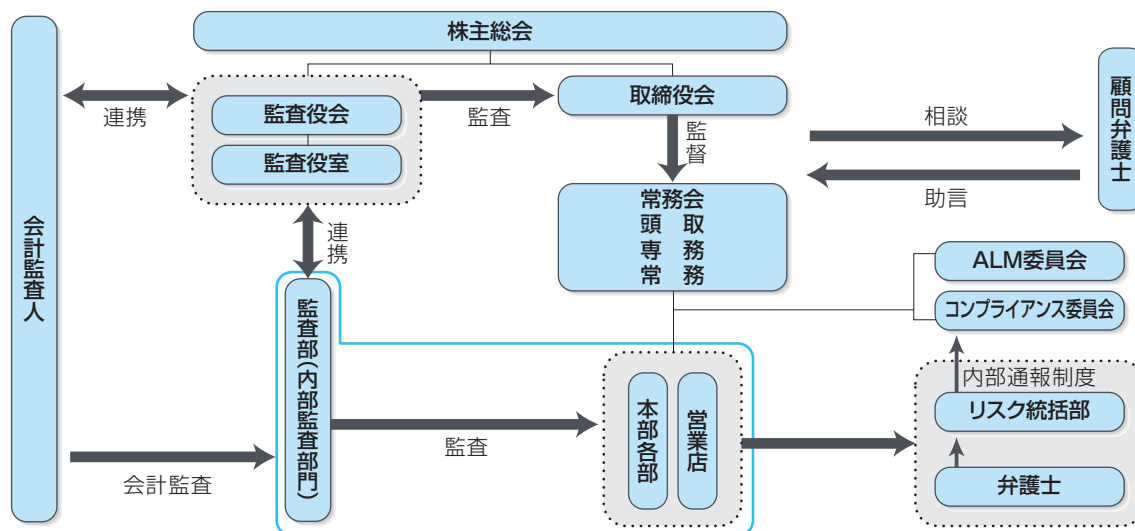 株主総会
会計監査人
連携
監査役会
監査役室
監査
取締役会
監督
相談
助言
顧問弁護士
常務会
頭　取
専　務
常　務
連携
ALM委員会
コンプライアンス委員会
監査部(内部監査部門)
会計監査
監査
本部各部
営業店
内部通報制度
リスク統括部
弁護士